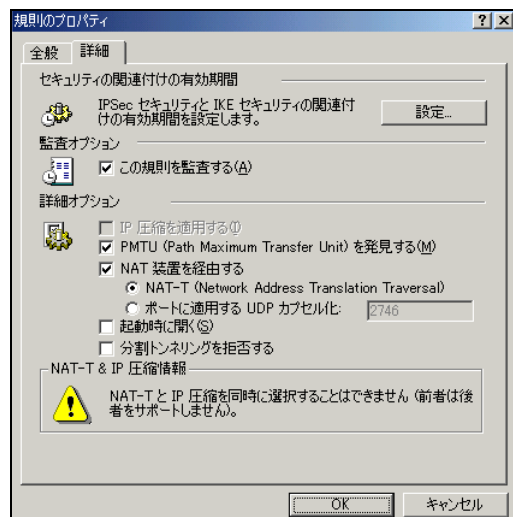 規則のプロパティ
全般 詳細
セキュリティの関連付けの有効期間
IPSec セキュリティと IKE セキュリティの関連付
けの有効期間を設定します。
設定...
監査オプション
この規則を監査する(A)
詳細オプション
IP 圧縮を適用する(I)
PMTU (Path Maximum Transfer Unit) を発見する(M)
NAT 装置を経由する
NAT-T (Network Address Translation Traversal)
ポートに適用する UDP カプセル化: 2746
起動時に開く(S)
分割トンネリングを拒否する
NAT-T & IP 圧縮情報
NAT-T と IP 圧縮を同時に選択することはできません (前者は後
者をサポートしません)。
OK キャンセル